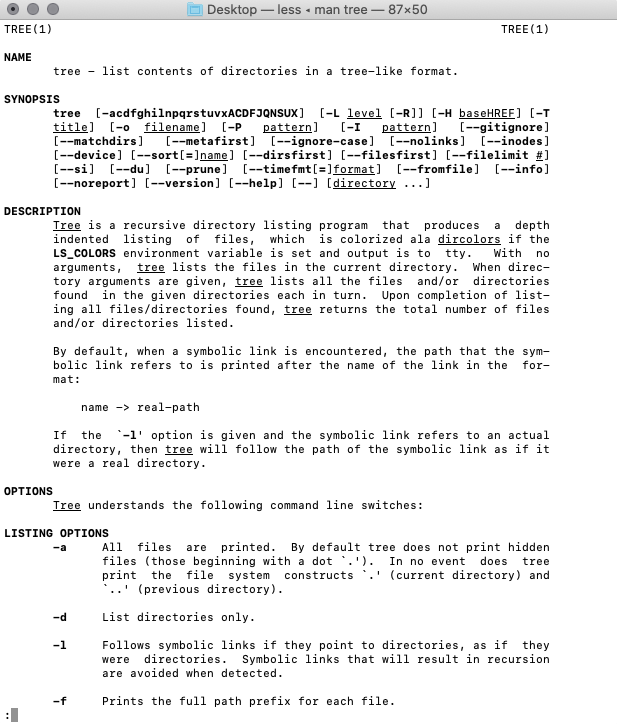 Desktop — less ◂ man tree — 87×50
TREE(1) TREE(1)
NAME
tree - list contents of directories in a tree-like format.
SYNOPSIS
tree [-acdfghilnpqrstuvxACDFJQNSUX] [-L level [-R]] [-H baseHREF] [-T
title] [-o filename] [-P pattern] [-I pattern] [--gitignore]
[--matchdirs] [--metafirst] [--ignore-case] [--nolinks] [--inodes]
[--device] [--sort[=]name] [--dirsfirst] [--filesfirst] [--filelimit #]
[--si] [--du] [--prune] [--timefmt[=]format] [--fromfile] [--info]
[--noreport] [--version] [--help] [--] [directory ...]
DESCRIPTION
Tree is a recursive directory listing program that produces a depth
indented listing of files, which is colorized ala dircolors if the
LS_COLORS environment variable is set and output is to tty. With no
arguments, tree lists the files in the current directory. When direc-
tory arguments are given, tree lists all the files and/or directories
found in the given directories each in turn. Upon completion of list-
ing all files/directories found, tree returns the total number of files
and/or directories listed.
By default, when a symbolic link is encountered, the path that the sym-
bolic link refers to is printed after the name of the link in the for-
mat:
name -> real-path
If the `-l' option is given and the symbolic link refers to an actual
directory, then tree will follow the path of the symbolic link as if it
were a real directory.
OPTIONS
Tree understands the following command line switches:
LISTING OPTIONS
-a All files are printed. By default tree does not print hidden
files (those beginning with a dot `.'). In no event does tree
print the file system constructs `.' (current directory) and
`..' (previous directory).
-d List directories only.
-l Follows symbolic links if they point to directories, as if they
were directories. Symbolic links that will result in recursion
are avoided when detected.
-f Prints the full path prefix for each file.
: